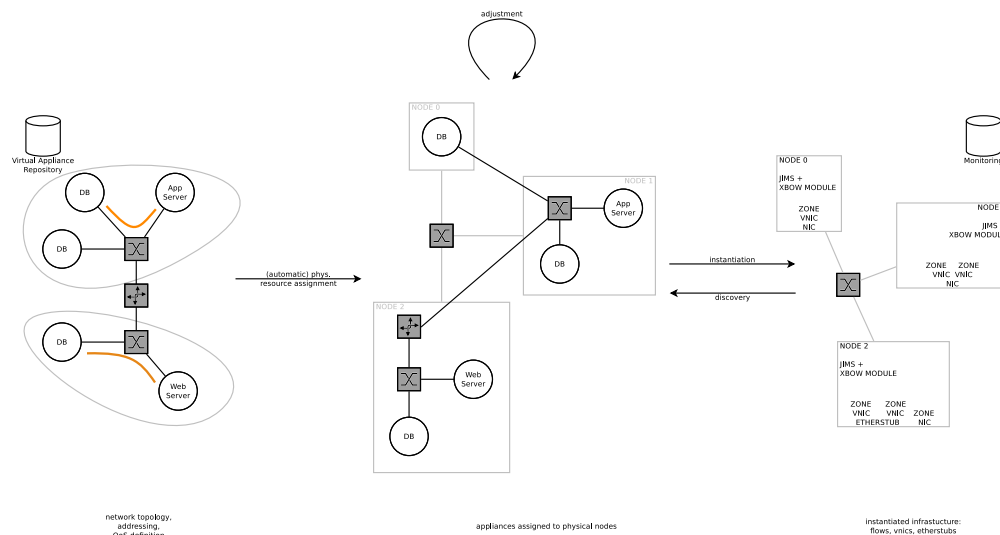 adjustment
Virtual Appliance
Repository
DB
App
Server
DB
DB
Web
Server
network topology,
addressing,
QoS definition
(automatic) phys.
resource assignment
NODE 0
DB
NODE 1
App
Server
DB
NODE 2
Web
Server
DB
appliances assigned to physical nodes
instantiation
discovery
Monitoring
NODE 0
JIMS +
XBOW MODULE
ZONE
VNIC
NIC
NODE
JIMS
XBOW MODUL
ZONE ZONE
VNIC VNIC
NIC
NODE 2
JIMS +
XBOW MODULE
ZONE ZONE
VNIC VNIC ZONE
ETHERSTUB NIC
instantiated infrastucture:
flows, vnics, etherstubs